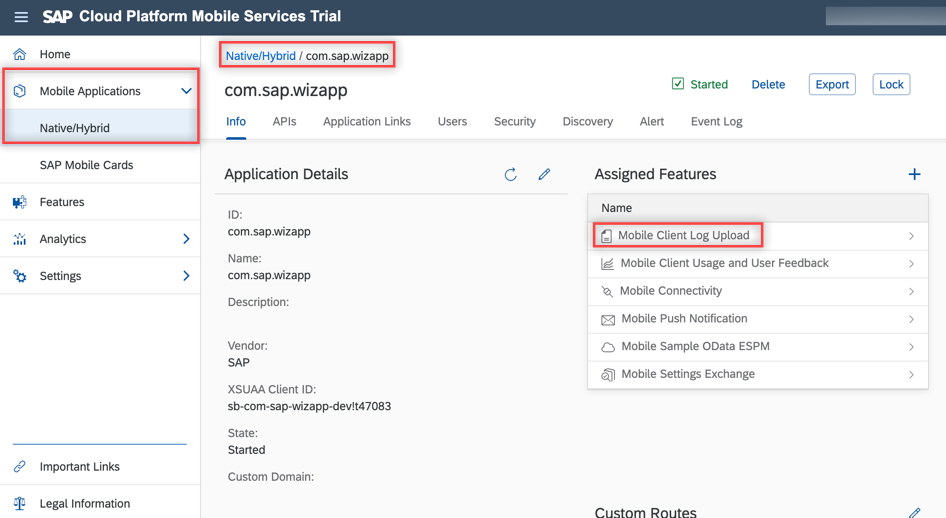 SAP Cloud Platform Mobile Services Trial
Home
Mobile Applications
Native/Hybrid
SAP Mobile Cards
Features
Analytics
Settings
Important Links
Legal Information
Native/Hybrid / com.sap.wizapp
com.sap.wizapp
Started Delete Export Lock
Info APIs Application Links Users Security Discovery Alert Event Log
Application Details
ID:
com.sap.wizapp
Name:
com.sap.wizapp
Description:
Vendor:
SAP
XSUAA Client ID:
sb-com-sap-wizapp-dev!t47083
State:
Started
Custom Domain:
Assigned Features
Name
Mobile Client Log Upload
Mobile Client Usage and User Feedback
Mobile Connectivity
Mobile Push Notification
Mobile Sample OData ESPM
Mobile Settings Exchange
Custom Routes